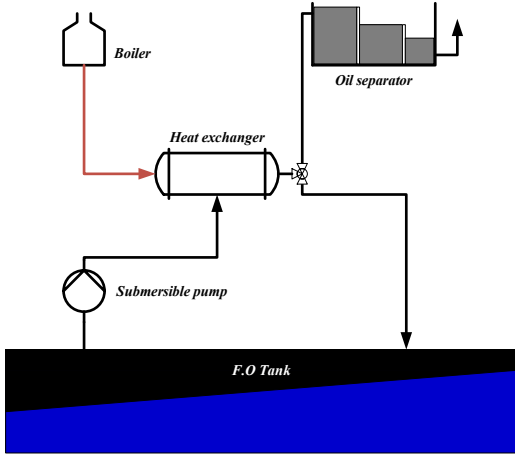 Boiler
Oil separator
Heat exchanger
Submersible pump
F.O Tank